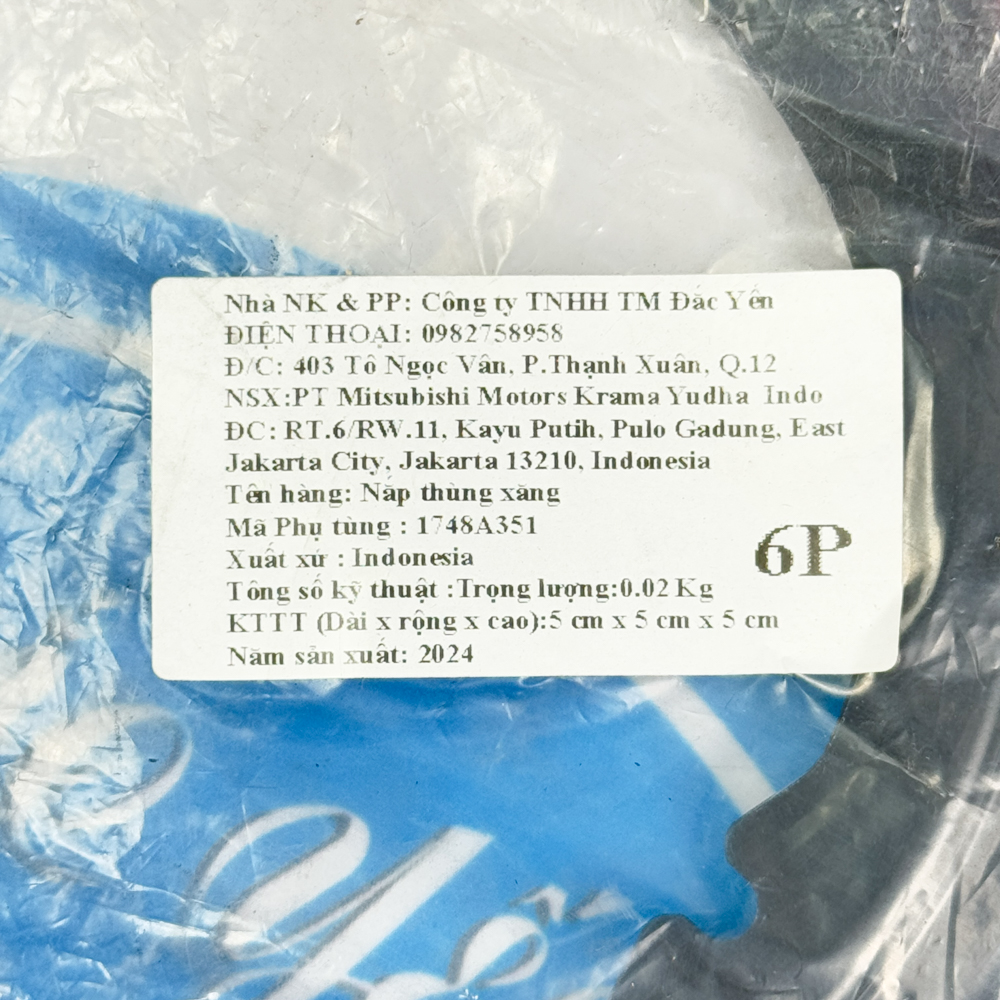 Nhà NK & PP: Công ty TNHH TM Đắc Yến
ĐIỆN THOẠI: 0982758958
Đ/C: 403 Tô Ngọc Vân, P.Thạnh Xuân, Q.12
NSX:PT Mitsubishi Motors Krama Yudha Indo
ĐC: RT.6/RW.11, Kayu Putih, Pulo Gadung, East
Jakarta City, Jakarta 13210, Indonesia
Tên hàng: Nắp thùng xăng
Mã Phụ tùng : 1748A351
Xuất xứ : Indonesia
6P
Tông số kỹ thuật :Trọng lượng:0.02 Kg
KTTT (Dài x rộng x cao):5 cm x 5 cm x 5 cm
Năm sản xuất: 2024